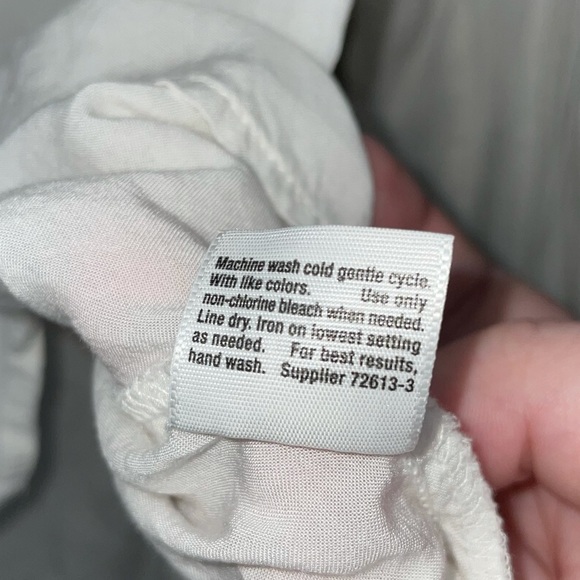 Machine wash cold gentle cycle.
With like colors. Use only
non-chlorine bleach when needed.
Line dry. Iron on lowest setting
as needed. For best results,
hand wash. Supplier 72613-3